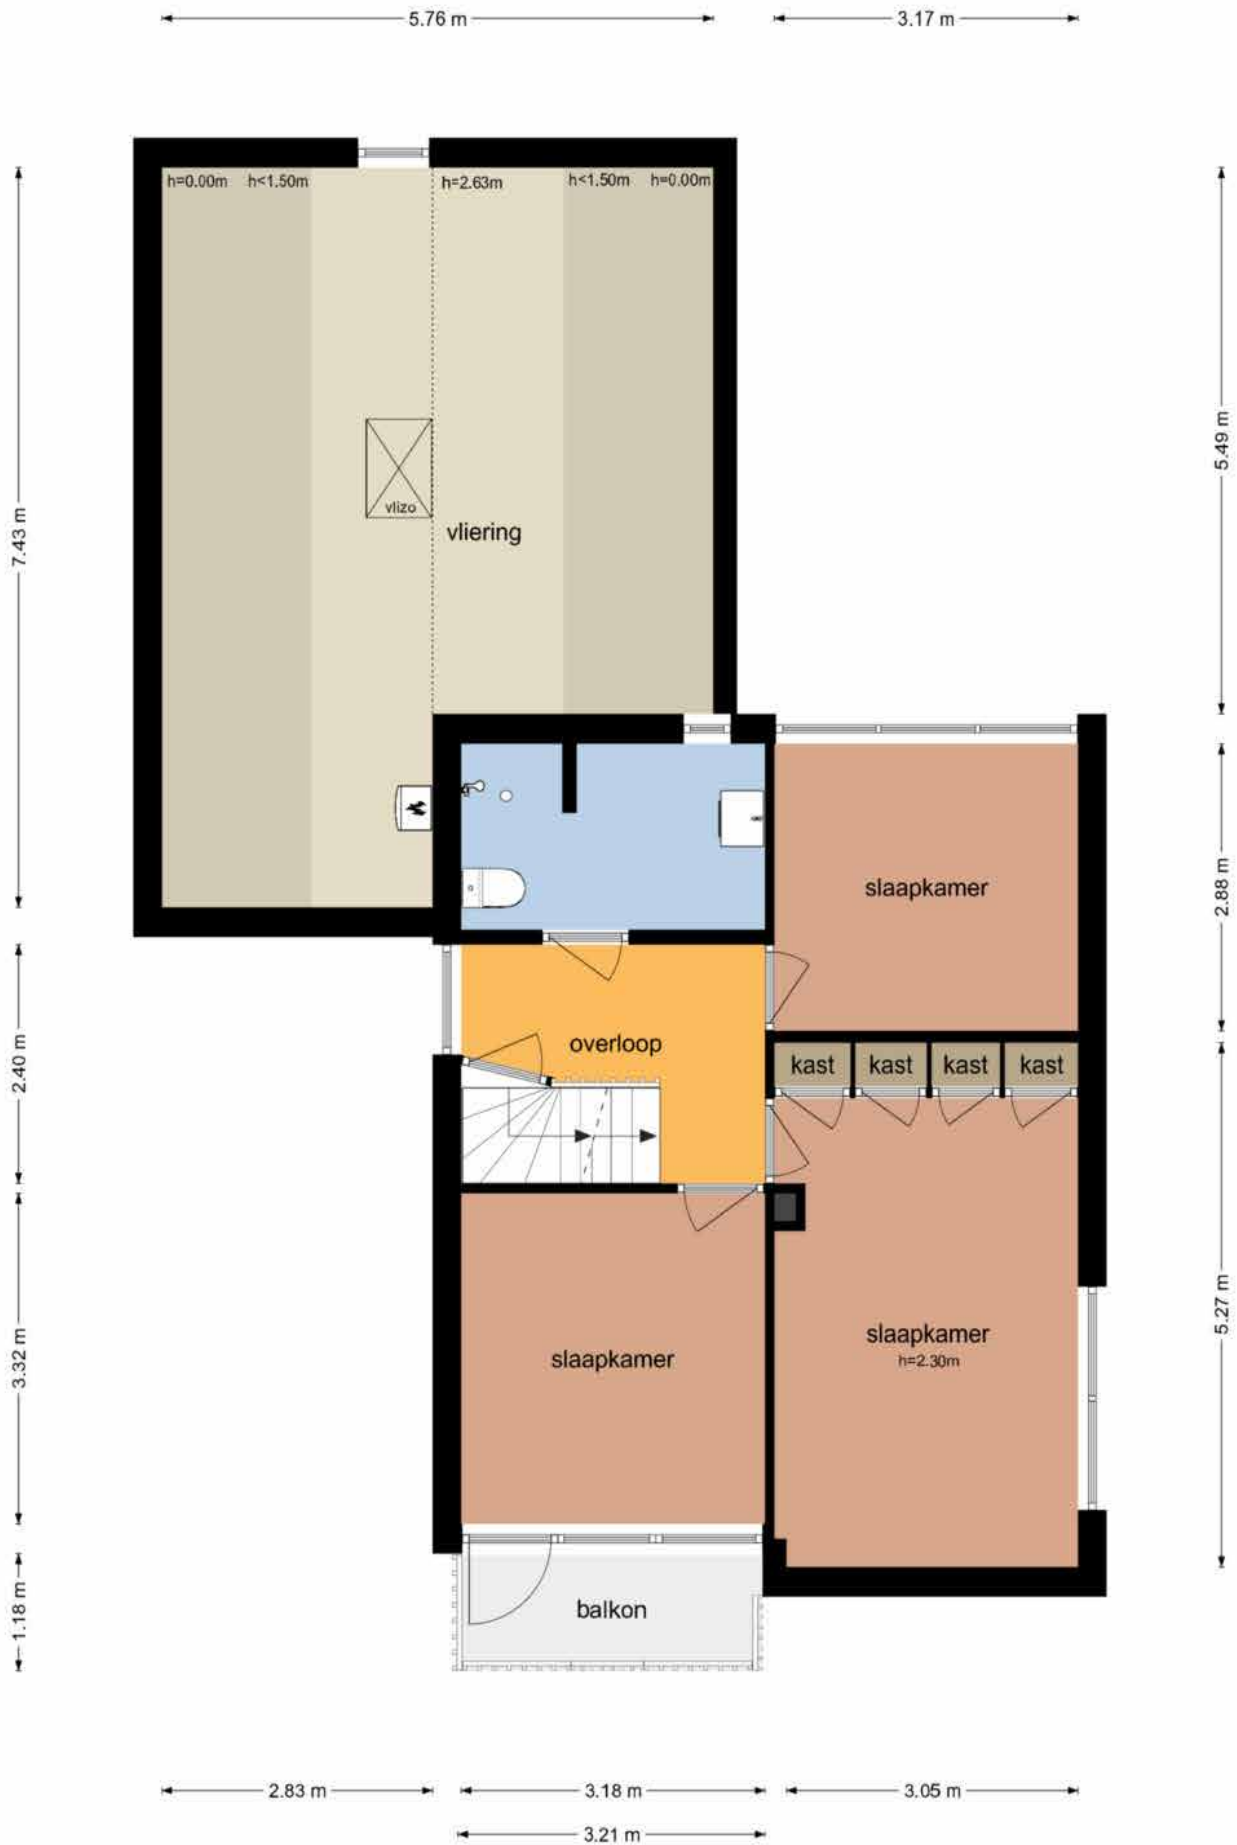 5.76 m
3.17 m
h=0.00m
h<1.50m
h=2.63m
h<1.50m
h=0.00m
5.49 m
vlizo
vliering
7.43 m
slaapkamer
2.88 m
overloop
2.40 m
kast
kast
kast
kast
slaapkamer
h=2.30m
5.27 m
slaapkamer
3.32 m
balkon
1.18 m
2.83 m
3.18 m
3.05 m
3.21 m